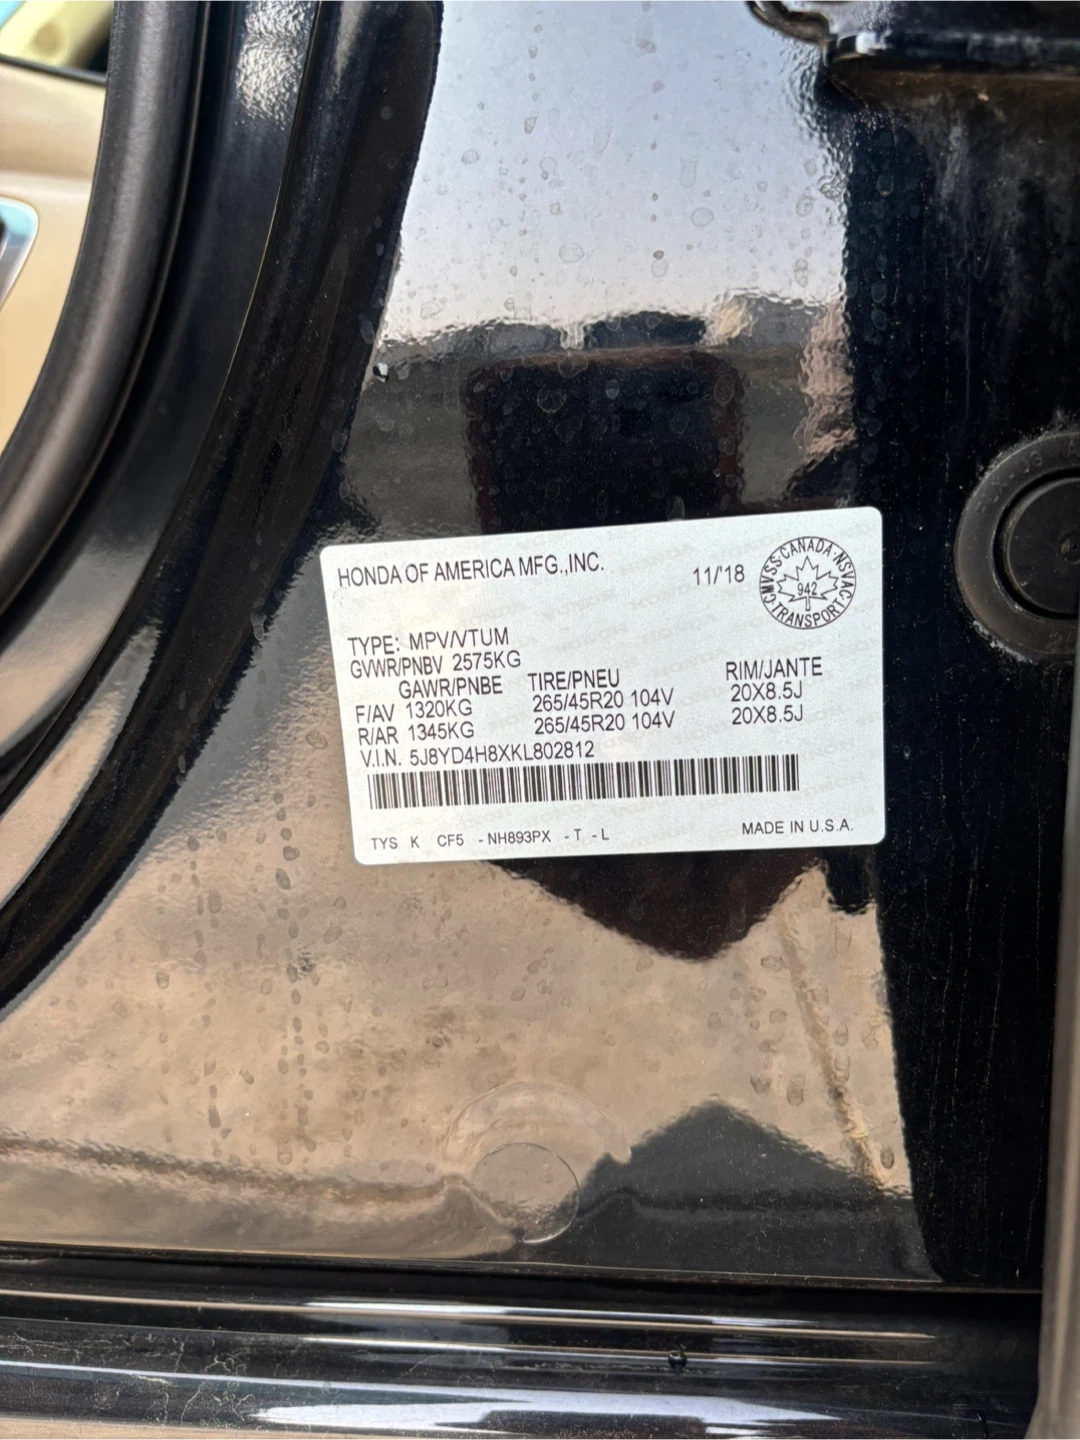 HONDA OF AMERICA MFG.,INC.
11/'18
CMVSS·CANADA·NSVAC
942
TRANSPORT
TYPE: MPV/VTUM
GVWR/PNBV 2575KG
GAWR/PNBE TIRE/PNEU RIM/JANTE
F/AV 1320KG 265/45R20 104V 20X8.5J
R/AR 1345KG 265/45R20 104V 20X8.5J
V.I.N. 5J8YD4H8XKL802812
TYS K CF5 -NH893PX -T -L MADE IN U.S.A.